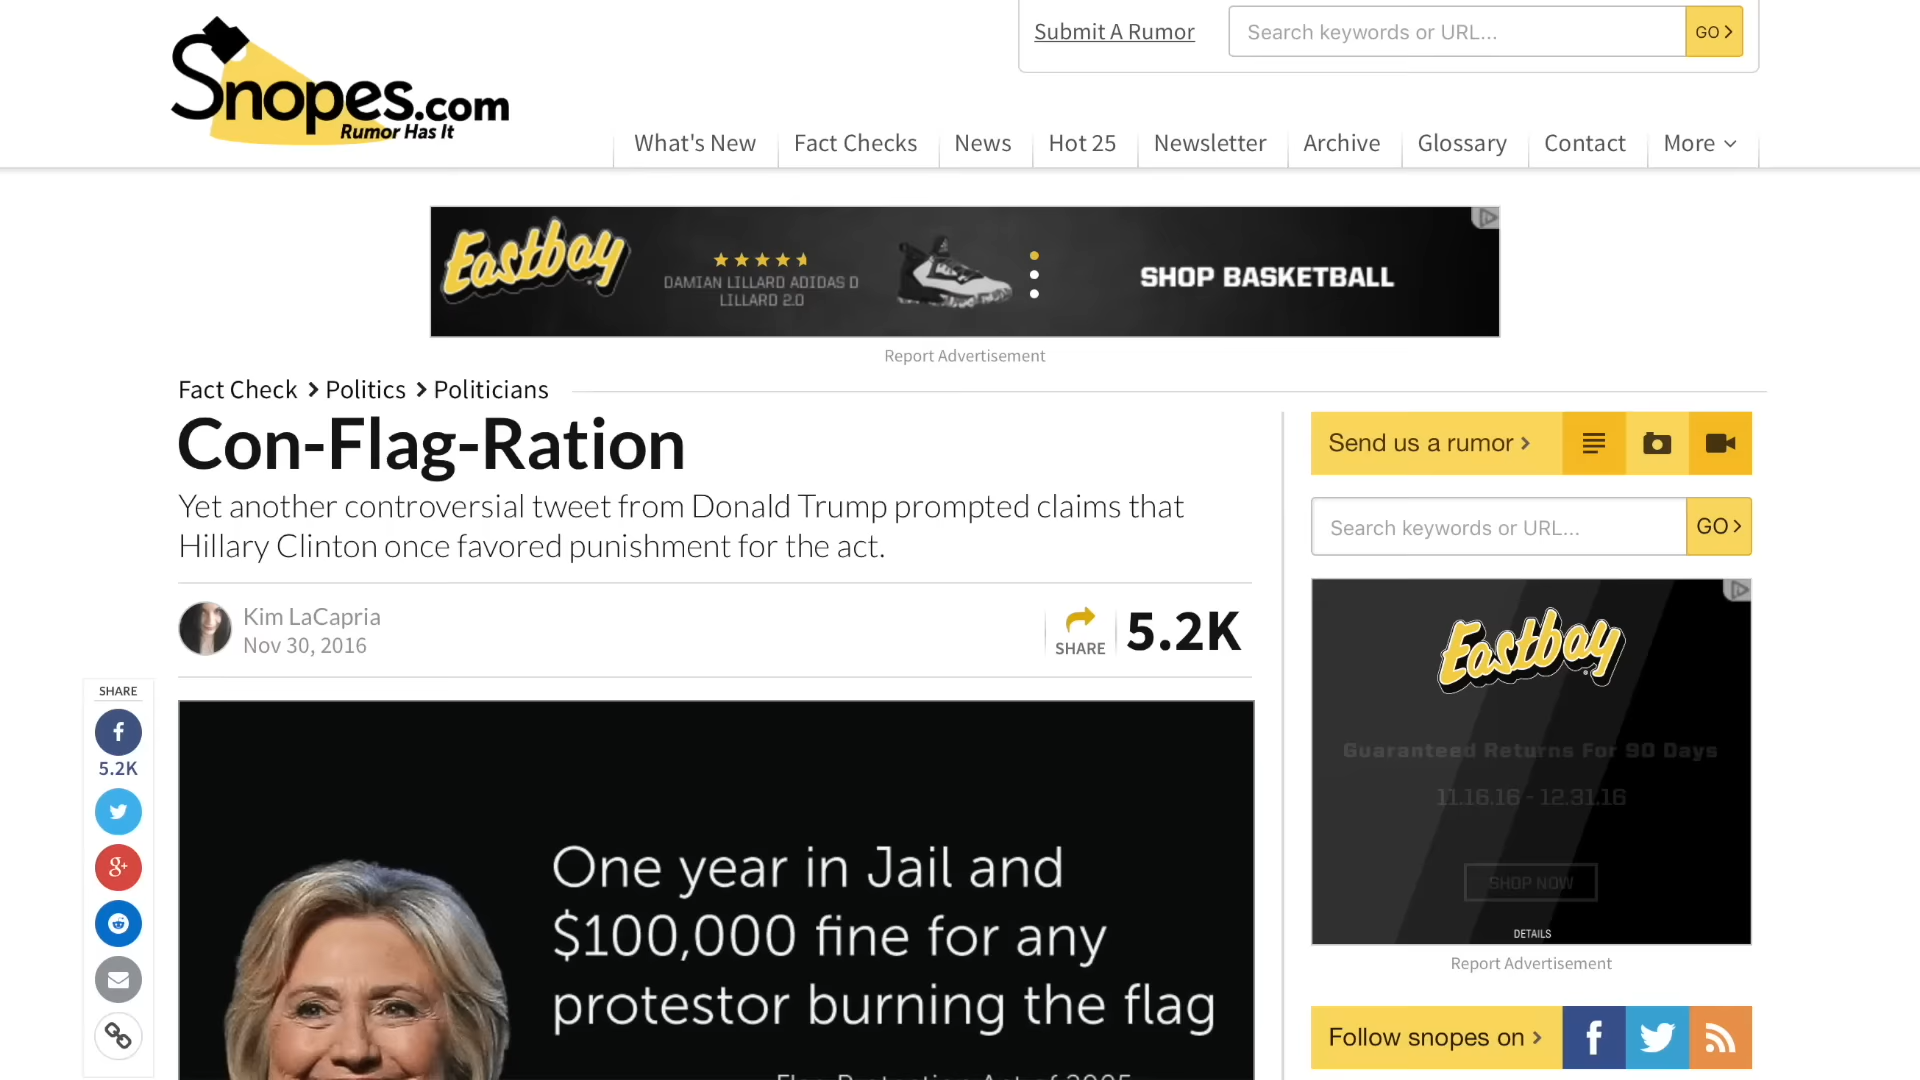 Submit A Rumor
Search keywords or URL...
GO
Snopes.com
Rumor Has It
What's New
Fact Checks
News
Hot 25
Newsletter
Archive
Glossary
Contact
More
Eastbay
DAMIAN LILLARD ADIDAS D
LILLARD 2.0
SHOP BASKETBALL
Report Advertisement
Fact Check > Politics > Politicians
Con-Flag-Ration
Yet another controversial tweet from Donald Trump prompted claims that
Hillary Clinton once favored punishment for the act.
Kim LaCapria
Nov 30, 2016
SHARE
5.2K
SHARE
5.2K
One year in Jail and
$100,000 fine for any
protestor burning the flag
Flag Protection Act of 2005
Send us a rumor >
Search keywords or URL...
GO
Eastbay
Guaranteed Returns For 90 Days
11.16.16 - 12.31.16
SHOP NOW
DETAILS
Report Advertisement
Follow snopes on >